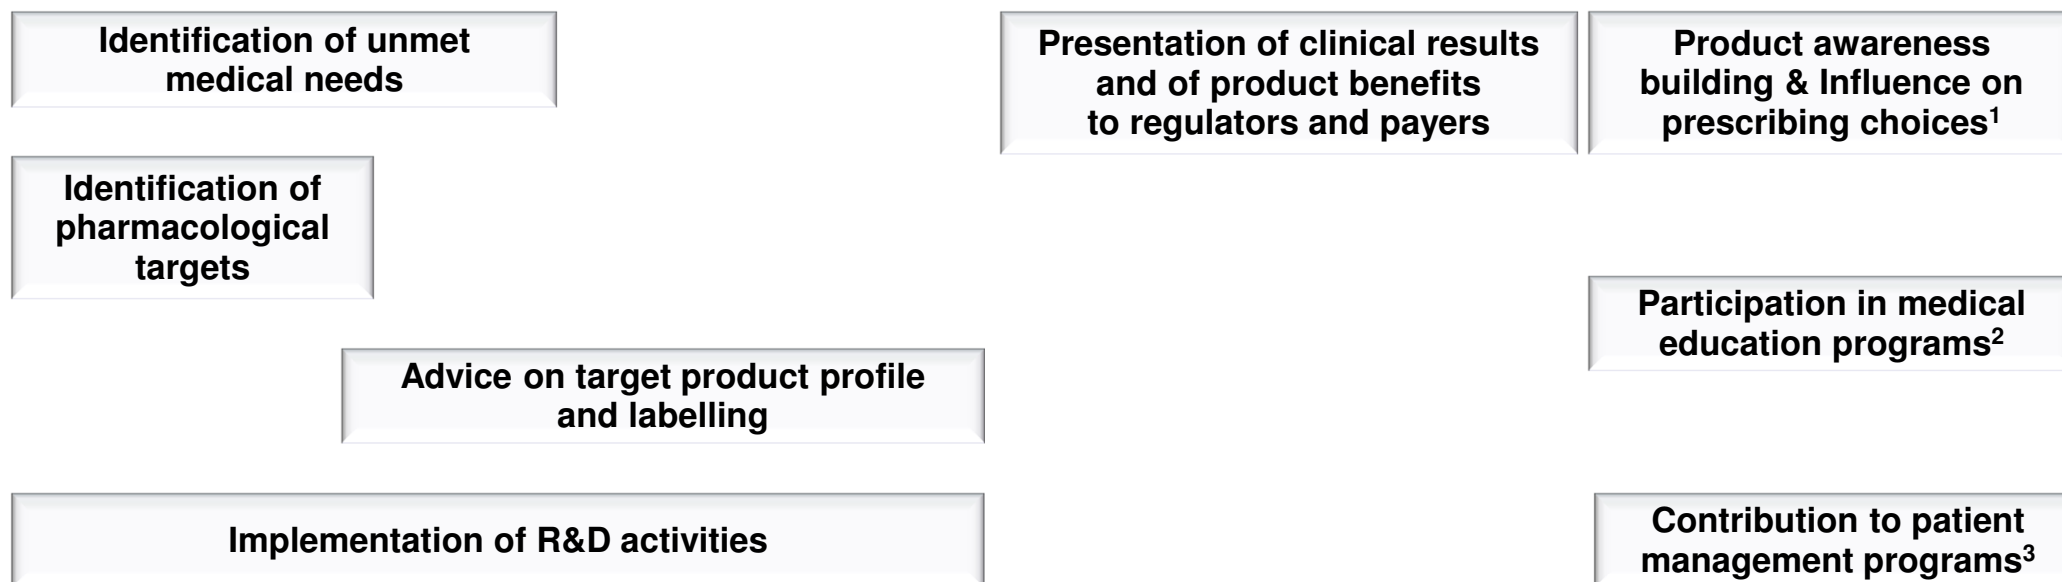 Identification of unmet
medical needs
Presentation of clinical results
and of product benefits
to regulators and payers
Product awareness
building & Influence on
prescribing choices¹
Identification of
pharmacological
targets
Participation in medical
education programs²
Advice on target product profile
and labelling
Implementation of R&D activities
Contribution to patient
management programs³